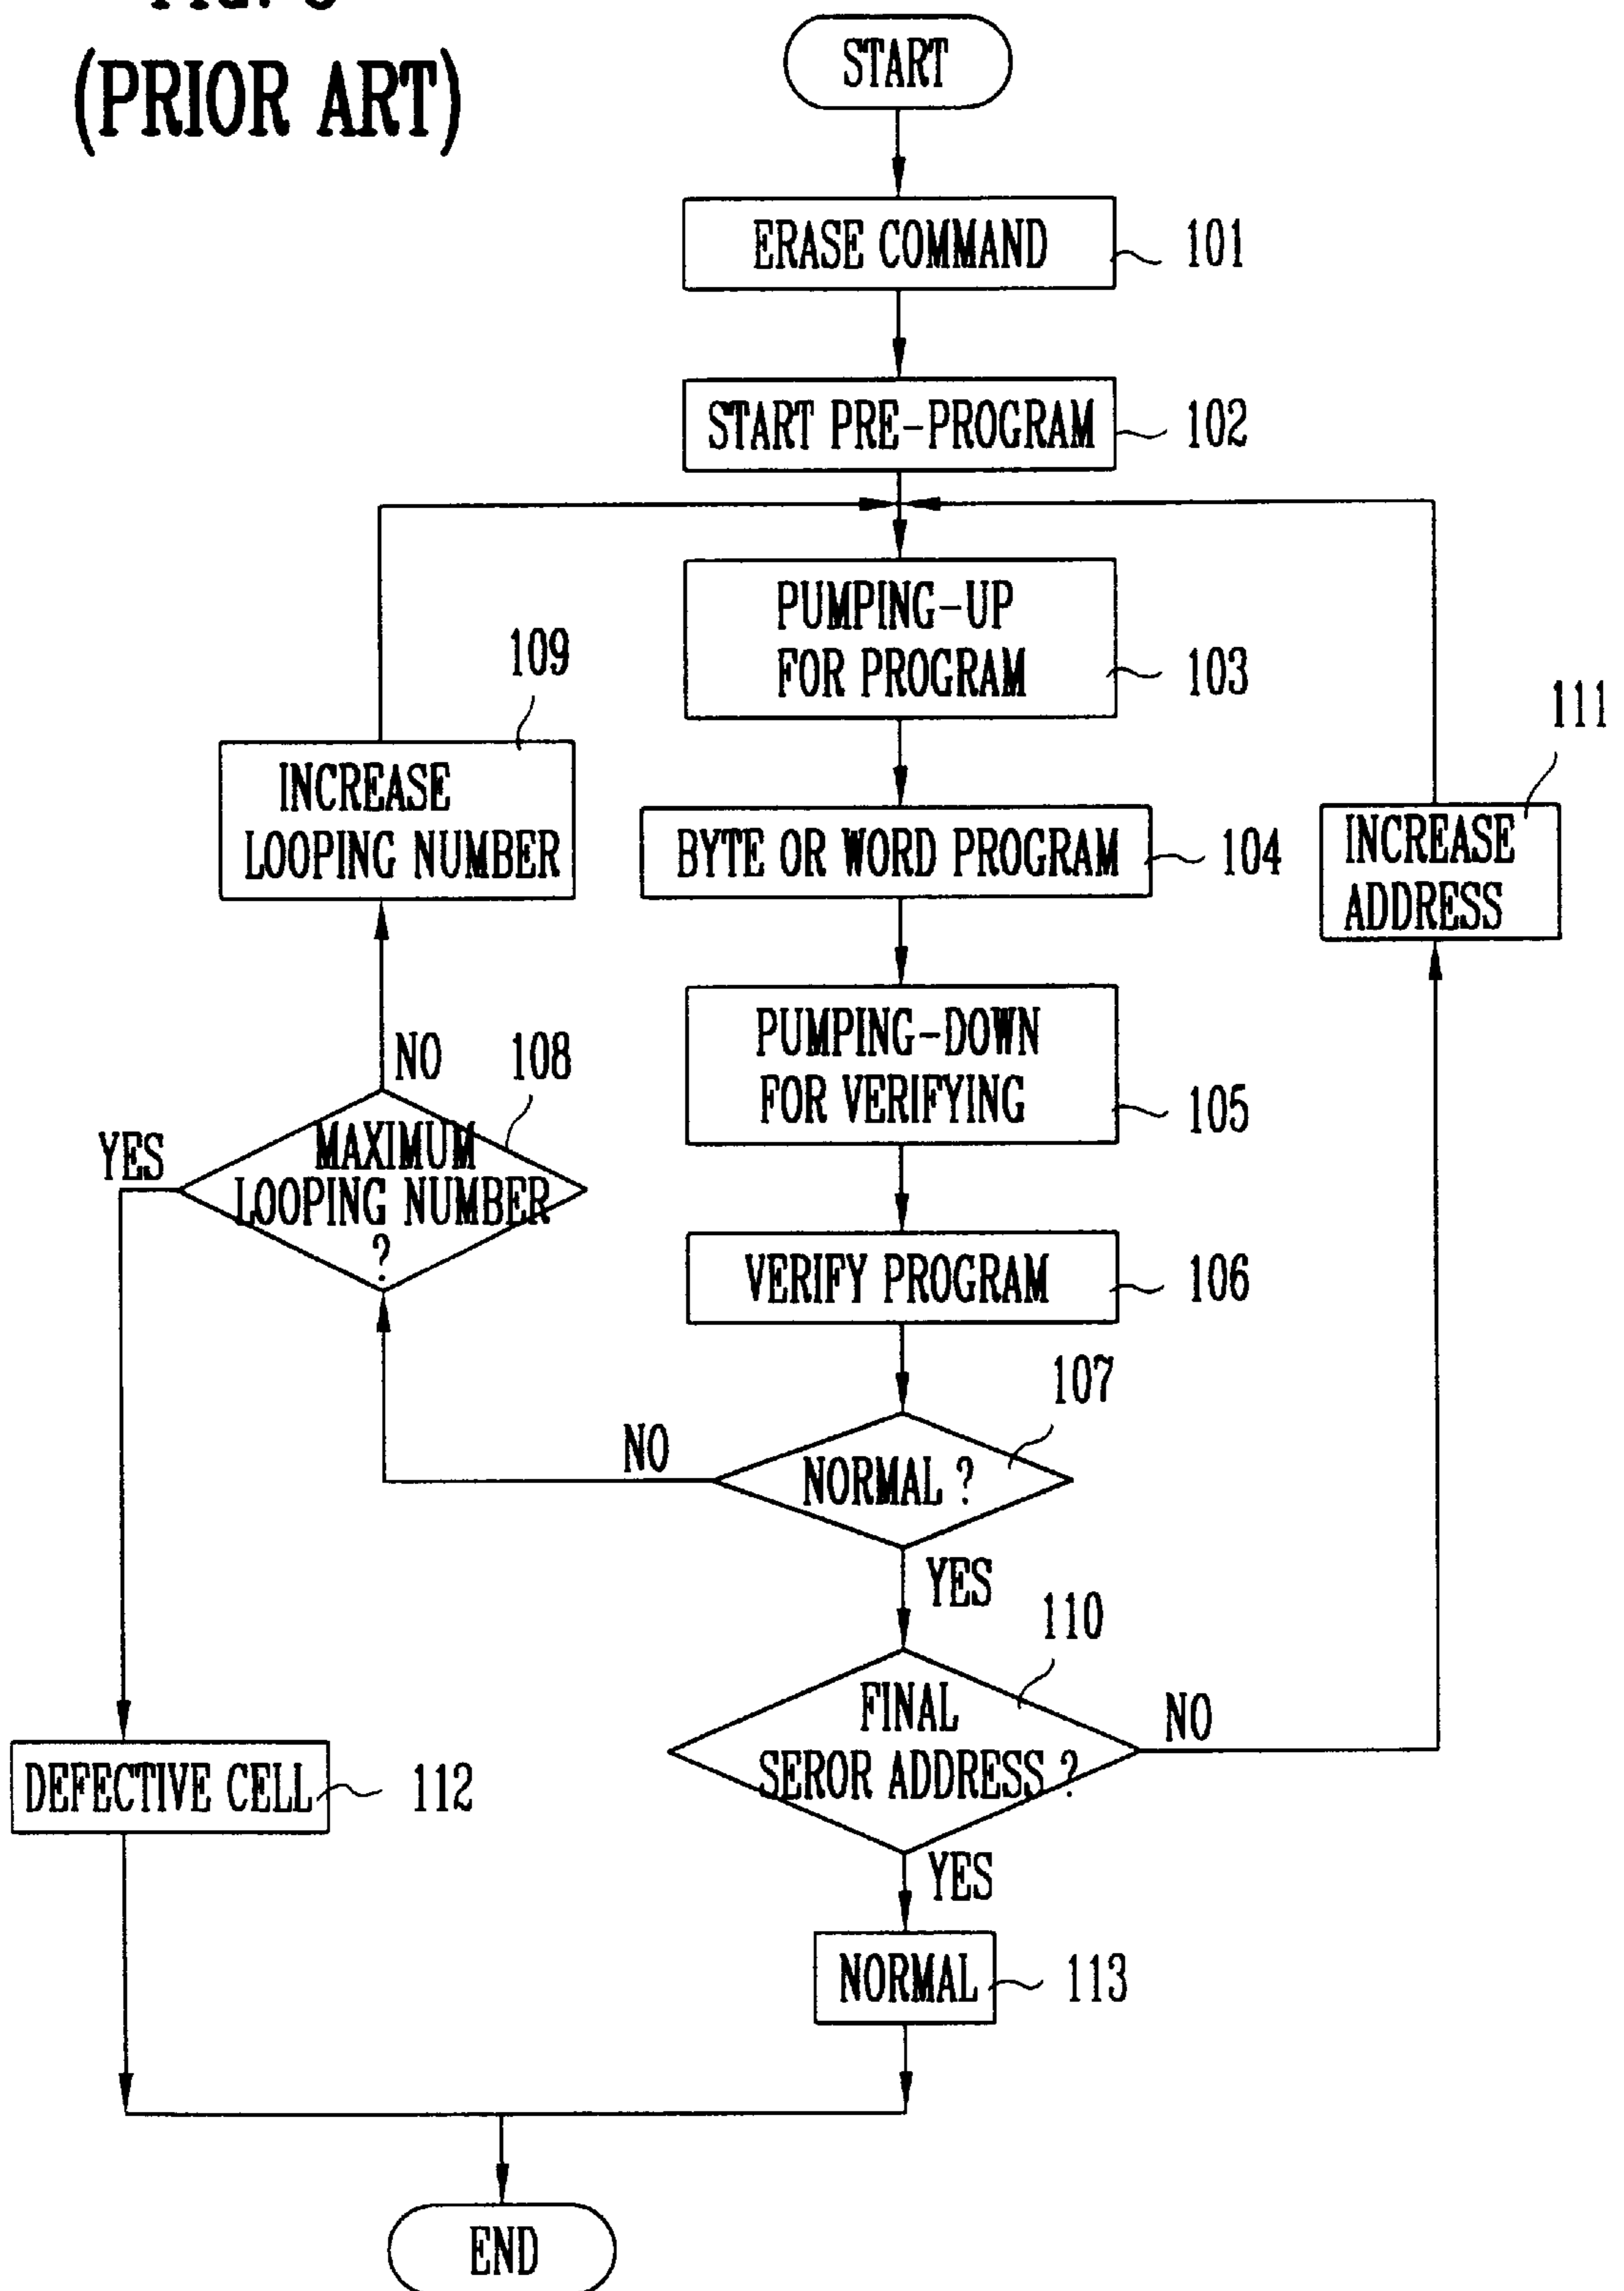 (PRIOR ART)
START
ERASE COMMAND
101
START PRE-PROGRAM
102
PUMPING-UP
FOR PROGRAM
103
109
INCREASE
LOOPING NUMBER
111
INCREASE
ADDRESS
BYTE OR WORD PROGRAM
104
PUMPING-DOWN
FOR VERIFYING
105
NO
108
YES
MAXIMUM
LOOPING NUMBER
?
VERIFY PROGRAM
106
107
NO
NORMAL ?
YES
110
FINAL
SEROR ADDRESS ?
NO
DEFECTIVE CELL
112
YES
NORMAL
113
END